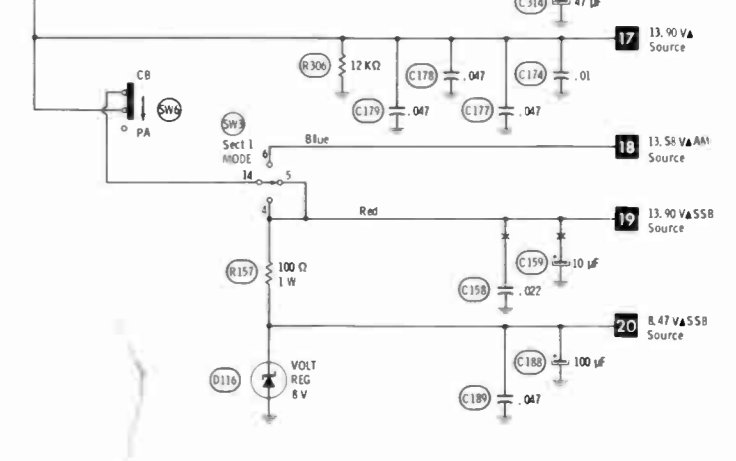 C314 47 µF
17 13.90 V▲
Source
R306 12 KΩ
C178 .047
C174 .01
C179 .047
C177 .047
CB
SW6
PA
SW3
Sect 1
MODE
6 Blue
18 13.58 V▲AM
Source
14 5
4 Red
19 13.90 V▲SSB
Source
R157 100 Ω
1 W
C159 + 10 µF
C158 .022
20 8.47 V▲SSB
Source
D116 VOLT
REG
8 V
C188 + 100 µF
C189 .047